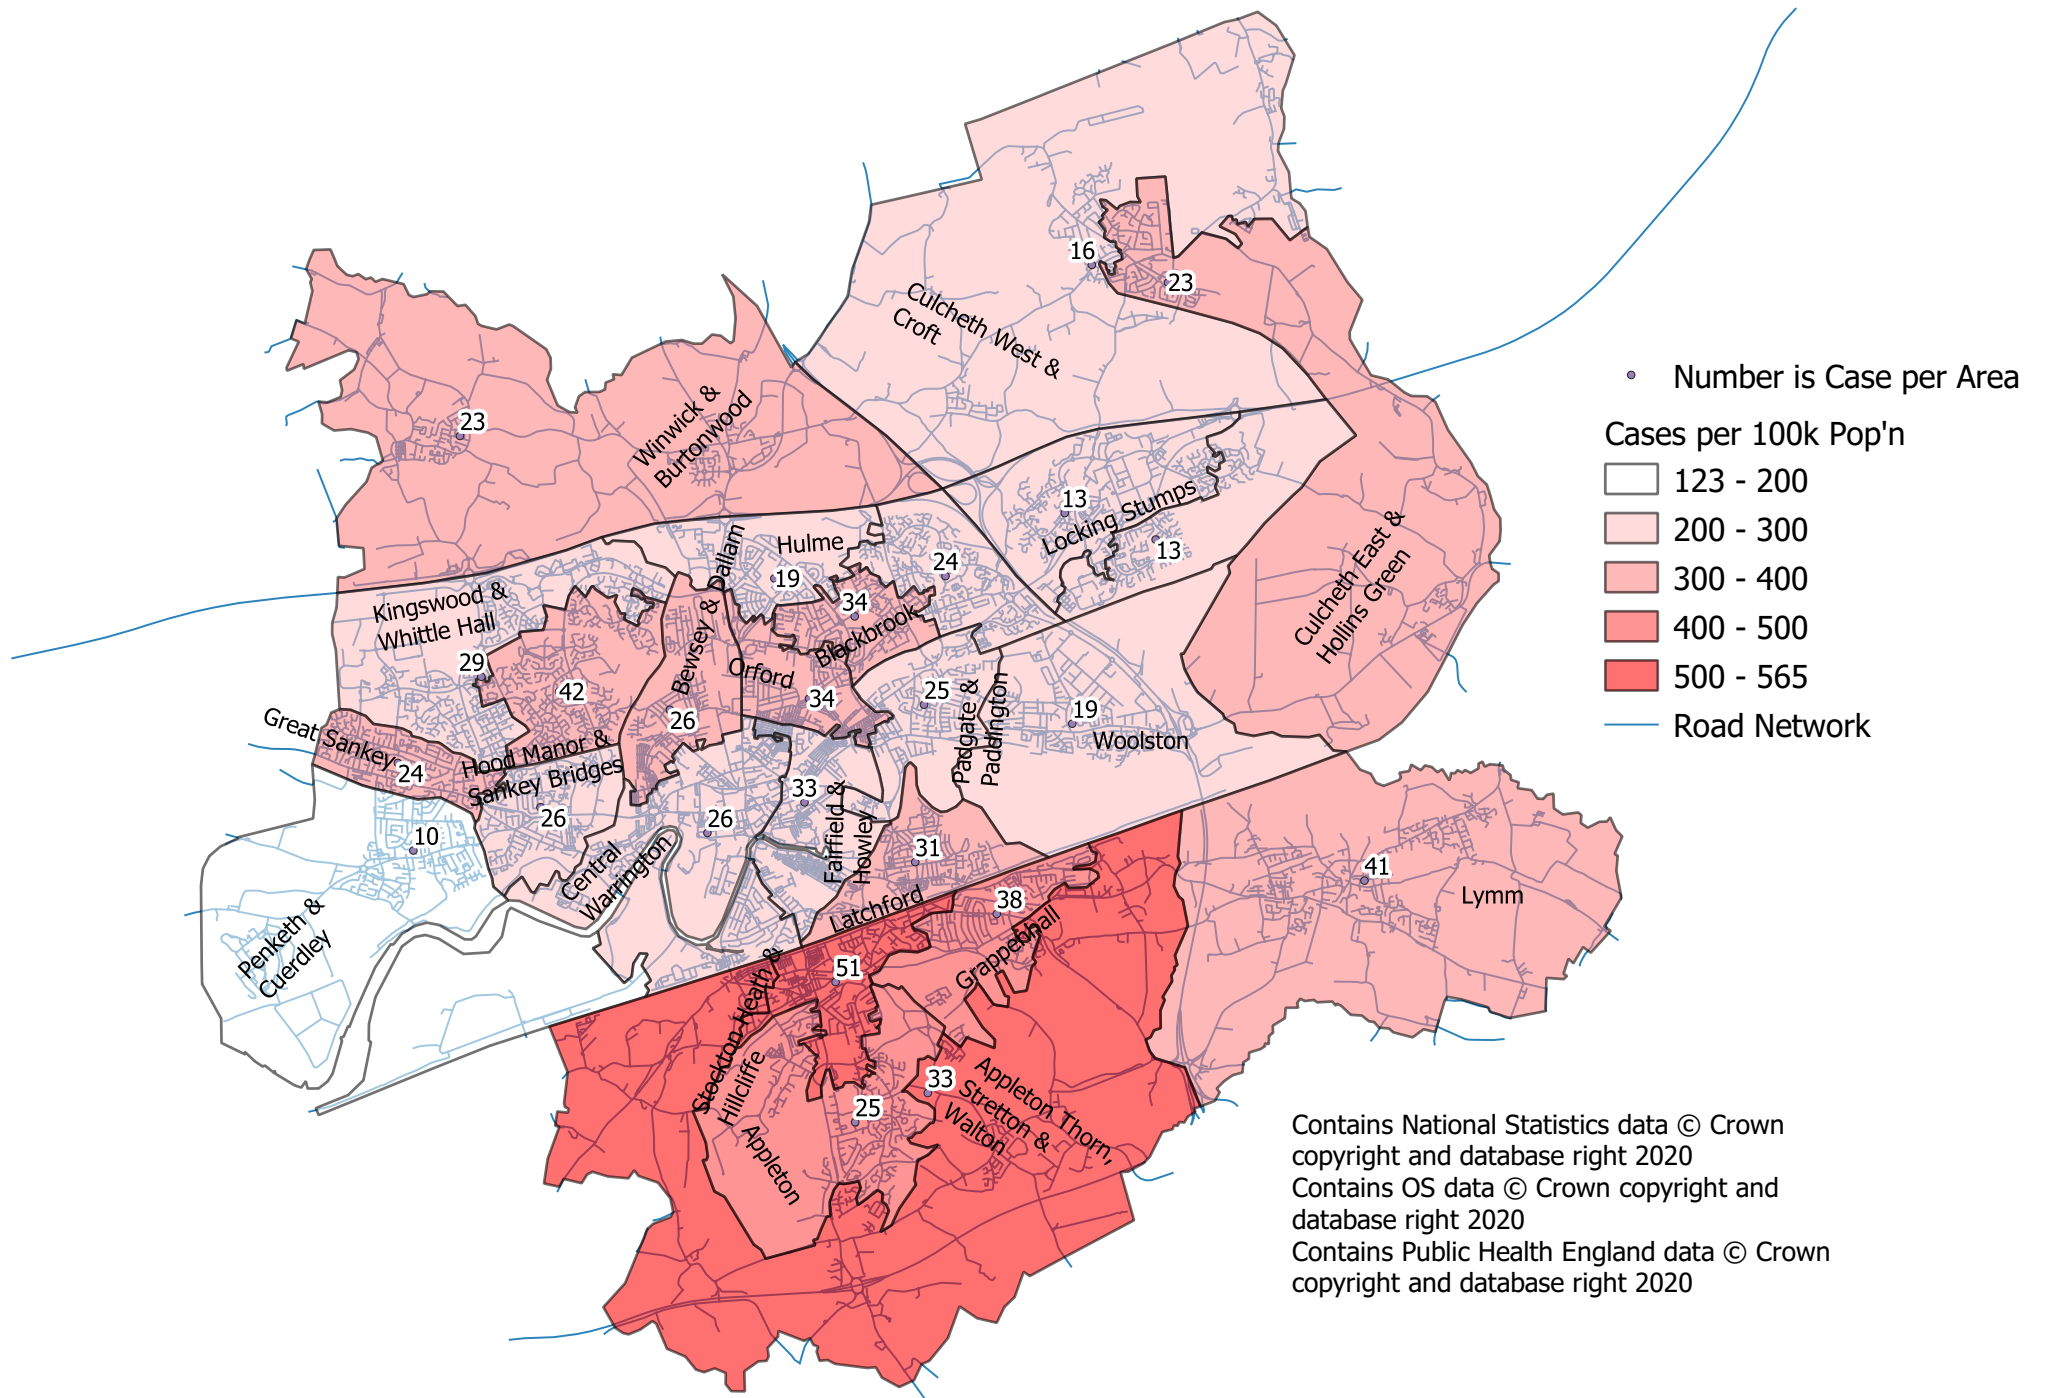 16
23
Culcheth West &
Croft
23
Winwick &
Burtonwood
13
Locking Stumps
13
Hulme
19
24
34
Blackbrook
Kingswood &
Whittle Hall
29
42
Bewsey & Dallam
26
Orford
34
25
Padgate &
Paddington
19
Woolston
Culcheth East &
Hollins Green
Great Sankey
24
Hood Manor &
Sankey Bridges
26
10
Penketh &
Cuerdley
Central
Warrington
26
33
Fairfield &
Howley
31
Latchford
38
Grappenhall
41
Lymm
51
Stockton Heath &
Hillcliffe
25
Appleton
33
Appleton Thorn,
Stretton &
Walton
Number is Case per Area
Cases per 100k Pop'n
123 - 200
200 - 300
300 - 400
400 - 500
500 - 565
Road Network
Contains National Statistics data © Crown
copyright and database right 2020
Contains OS data © Crown copyright and
database right 2020
Contains Public Health England data © Crown
copyright and database right 2020